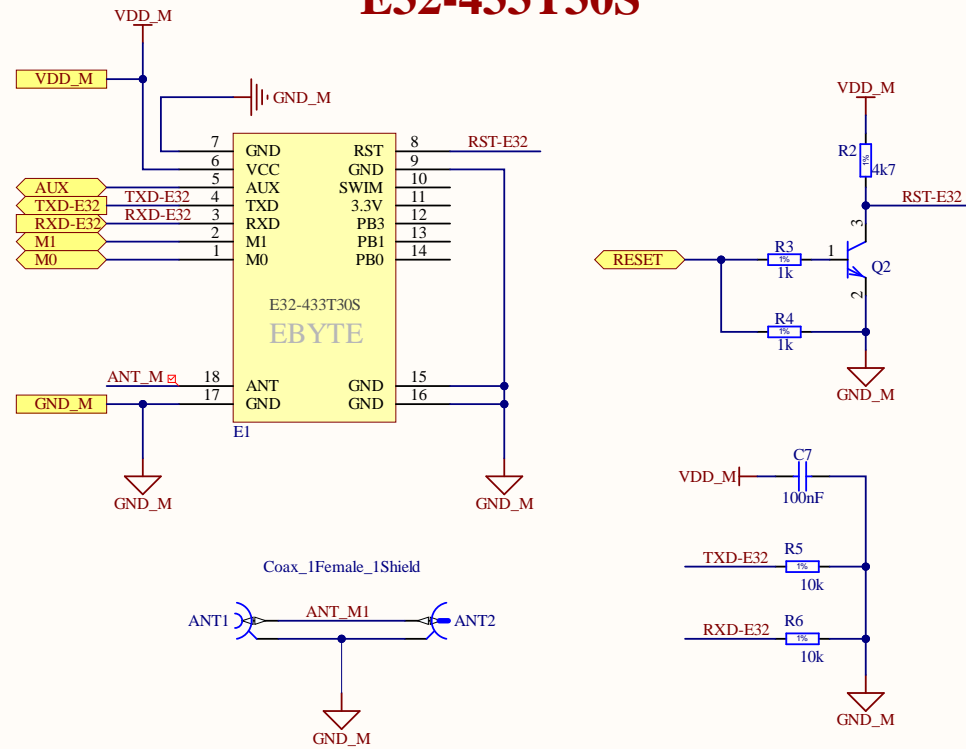 E32-433T30S
VDD_M
VDD_M
GND_M
7 GND
6 VCC
5 AUX
4 TXD
3 RXD
2 M1
1 M0
RST 8 RST-E32
GND 9
SWIM 10
3.3V 11
PB3 12
PB1 13
PB0 14
AUX
TXD-E32 TXD-E32
RXD-E32 RXD-E32
M1
M0
E32-433T30S
EBYTE
ANT_M 18 ANT
GND_M 17 GND
GND 15
GND 16
E1
GND_M
GND_M
VDD_M
R2
1%
4k7
RST-E32
3
RESET
R3
1%
1k
1
Q2
2
R4
1%
1k
GND_M
C7
VDD_M
100nF
TXD-E32
R5
1%
10k
RXD-E32
R6
1%
10k
GND_M
Coax_1Female_1Shield
ANT1 ANT_M1 ANT2
GND_M